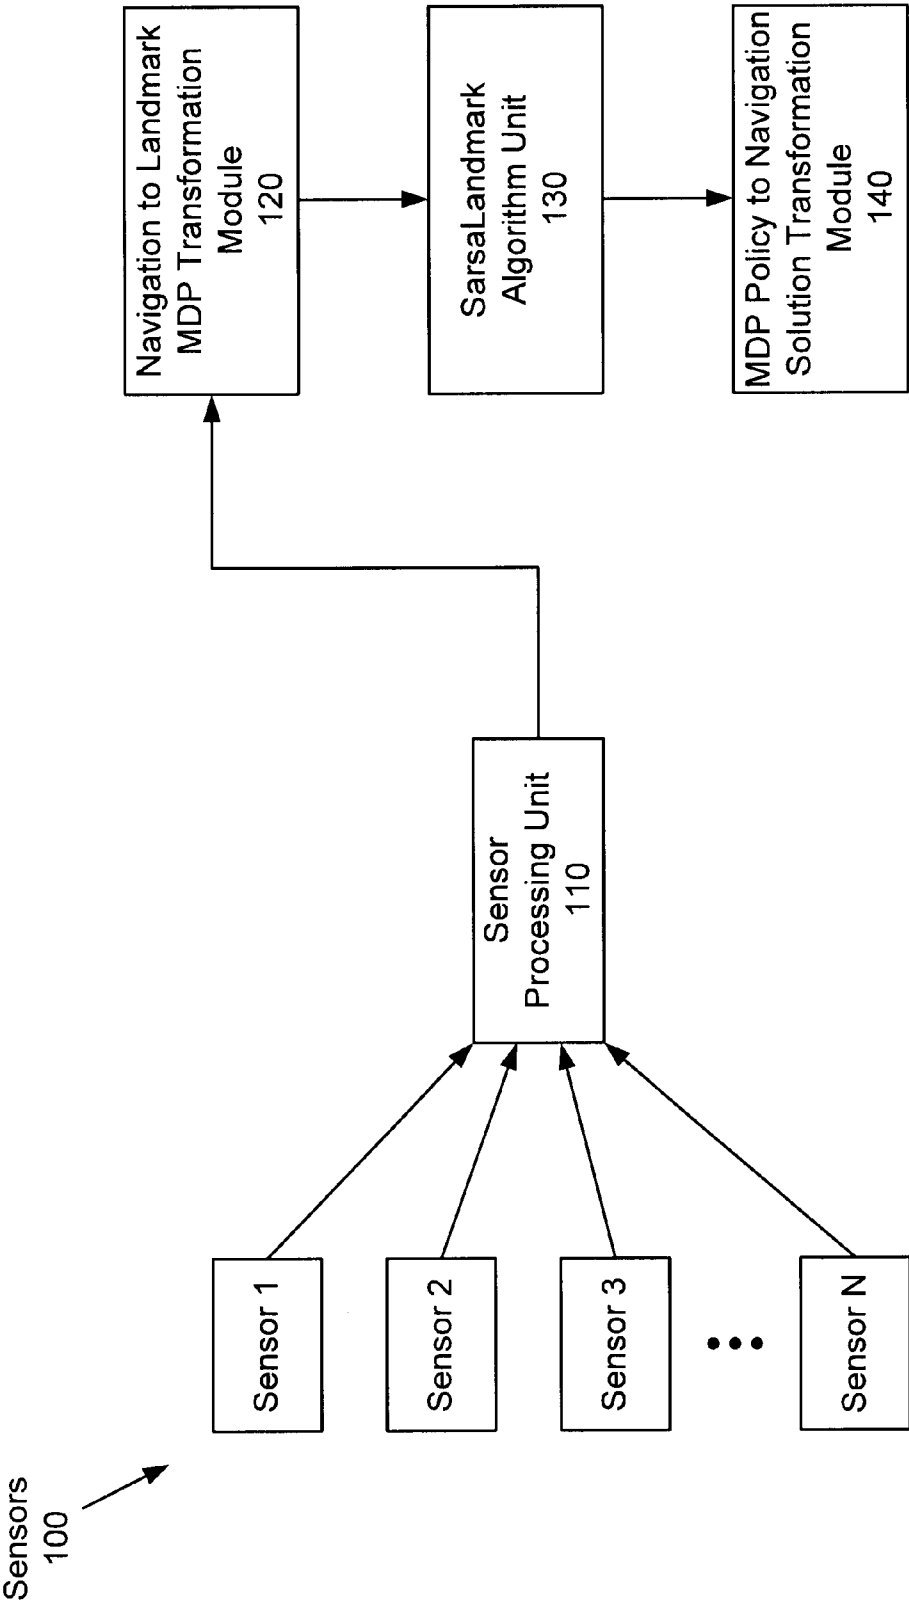 Sensors
100
Sensor 1
Sensor 2
Sensor 3
Sensor N
Sensor
Processing Unit
110
Navigation to Landmark
MDP Transformation
Module
120
SarsaLandmark
Algorithm Unit
130
MDP Policy to Navigation
Solution Transformation
Module
140